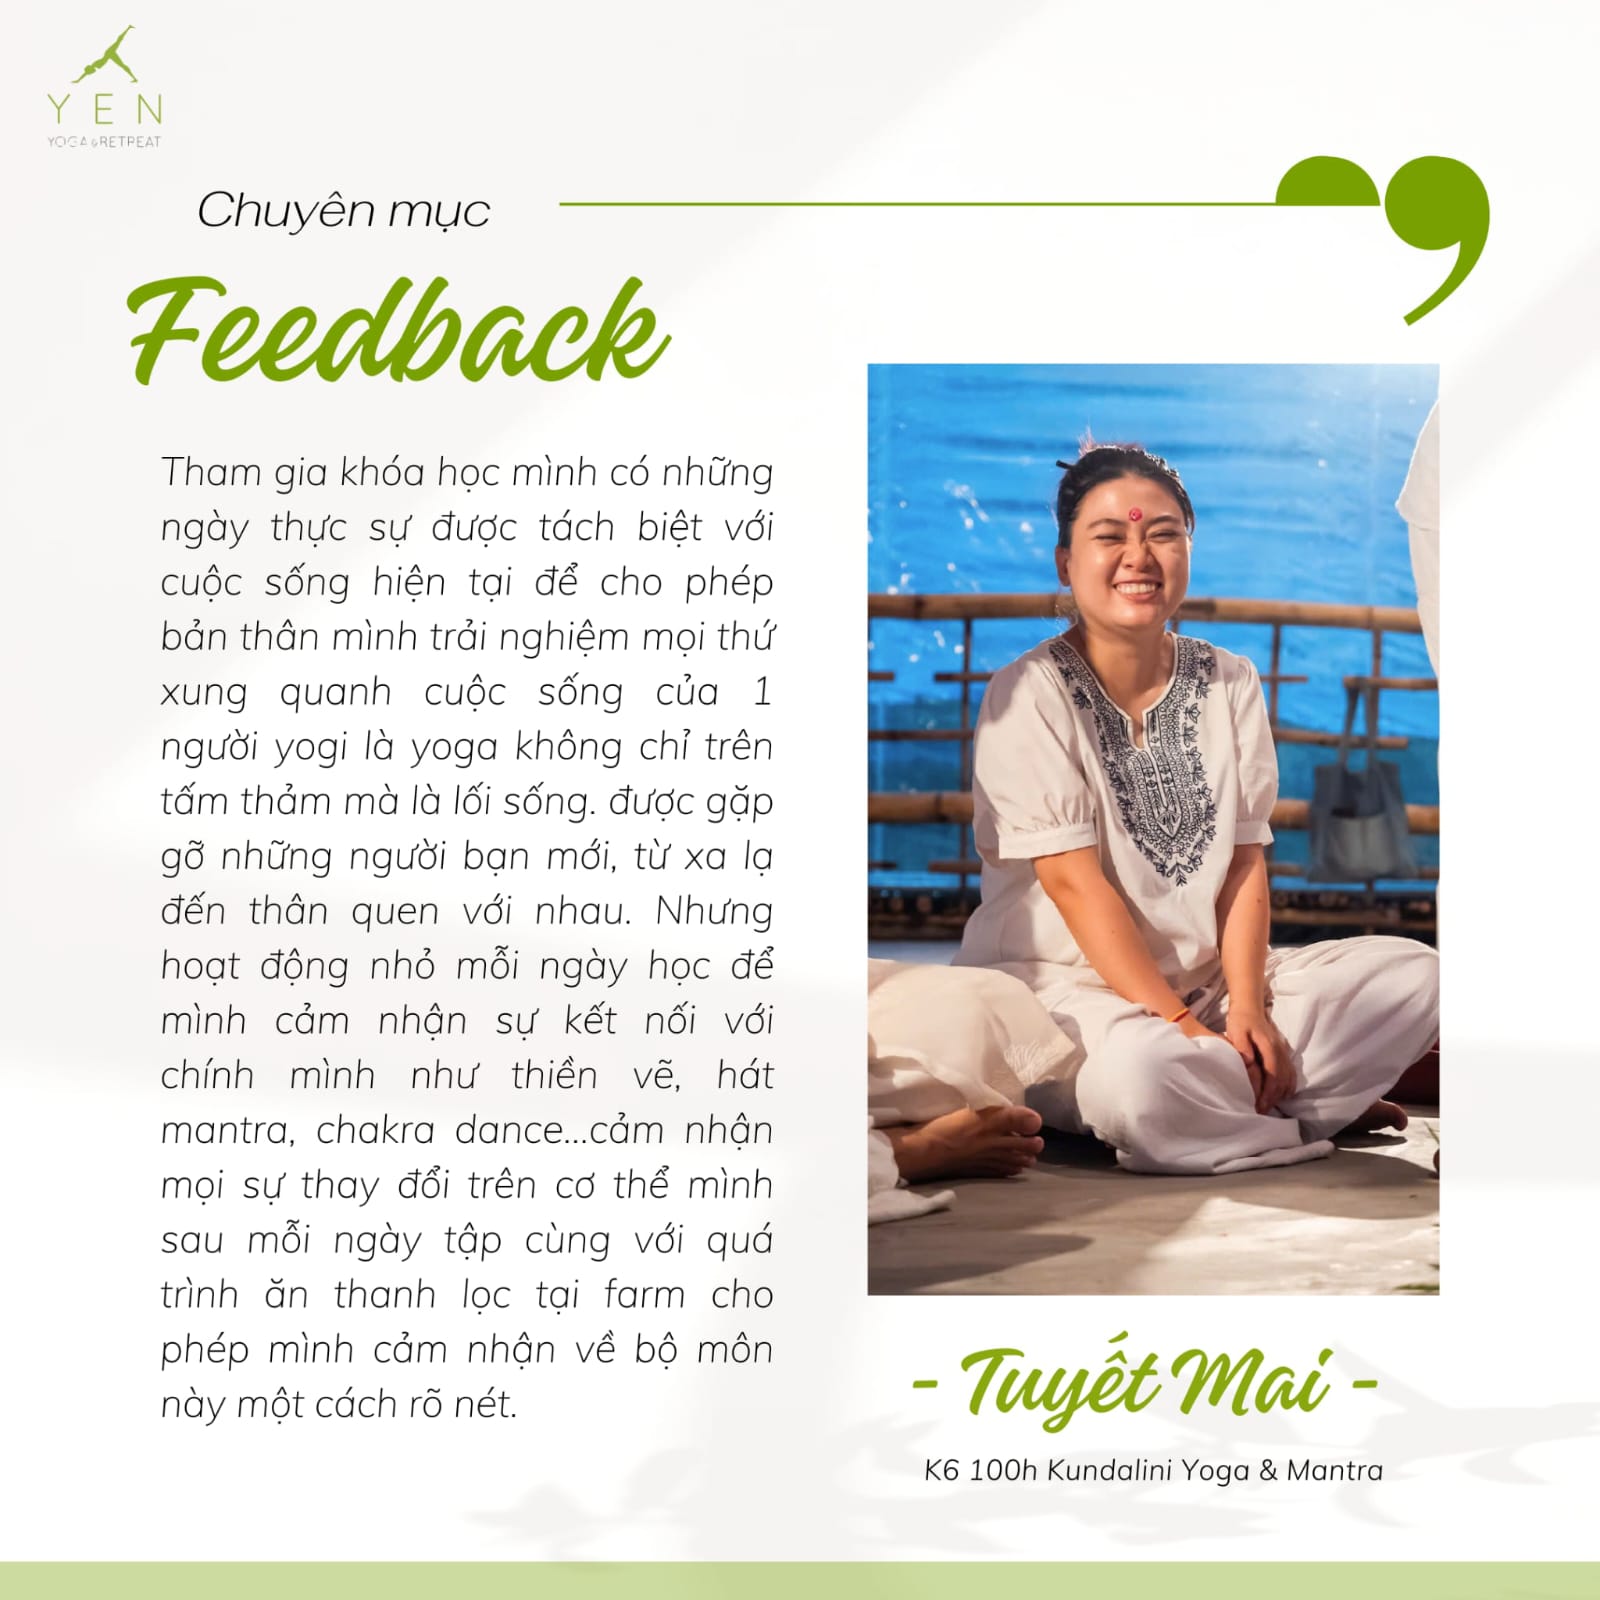 YEN
YOGA & RETREAT
Chuyên mục
Feedback
Tham gia khóa học mình có những
ngày thực sự được tách biệt với
cuộc sống hiện tại để cho phép
bản thân mình trải nghiệm mọi thứ
xung quanh cuộc sống của 1
người yogi là yoga không chỉ trên
tấm thảm mà là lối sống. được gặp
gỡ những người bạn mới, từ xa lạ
đến thân quen với nhau. Nhưng
hoạt động nhỏ mỗi ngày học để
mình cảm nhận sự kết nối với
chính mình như thiền vẽ, hát
mantra, chakra dance...cảm nhận
mọi sự thay đổi trên cơ thể mình
sau mỗi ngày tập cùng với quá
trình ăn thanh lọc tại farm cho
phép mình cảm nhận về bộ môn
này một cách rõ nét.
- Tuyết Mai -
K6 100h Kundalini Yoga & Mantra